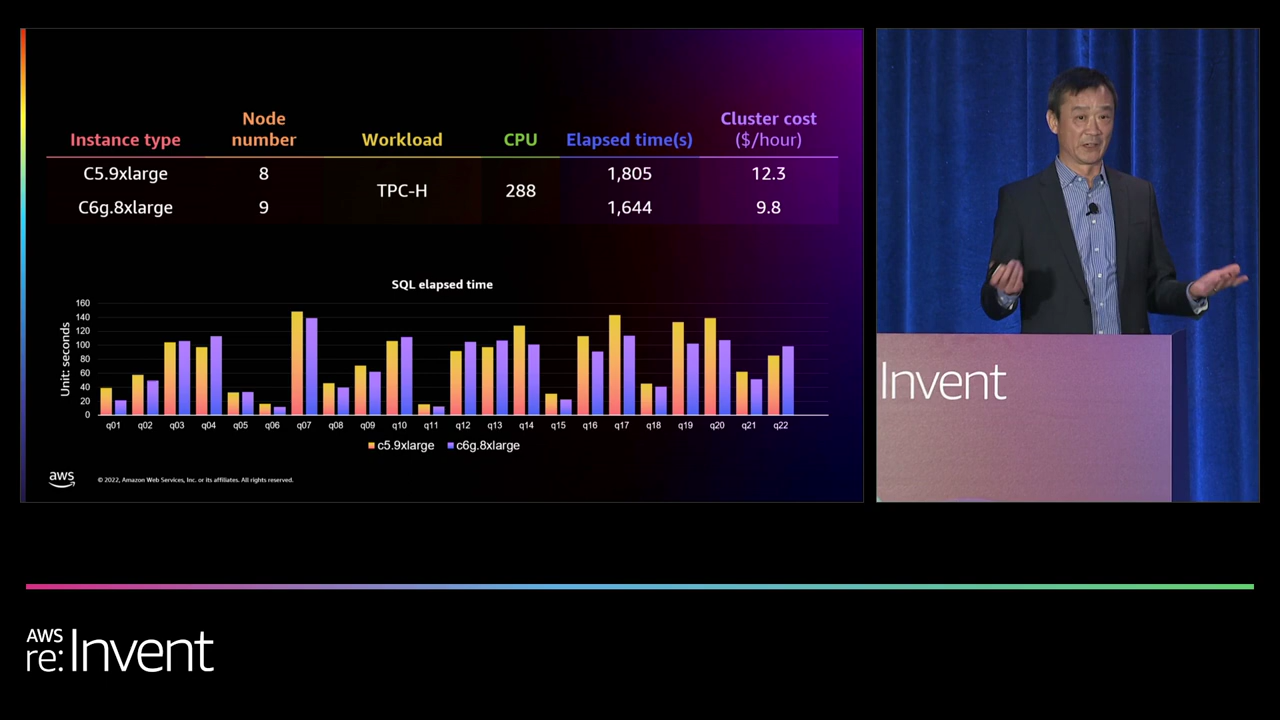 Instance type
Node
number
Workload
CPU
Elapsed time(s)
Cluster cost
($/hour)
C5.9xlarge 8 TPC-H 288 1,805 12.3
C6g.8xlarge 9 1,644 9.8
SQL elapsed time
Unit: seconds
160
140
120
100
80
60
40
20
0
q01 q02 q03 q04 q05 q06 q07 q08 q09 q10 q11 q12 q13 q14 q15 q16 q17 q18 q19 q20 q21 q22
c5.9xlarge c6g.8xlarge
aws
© 2022, Amazon Web Services, Inc. or its affiliates. All rights reserved.
Invent
AWS
re:Invent